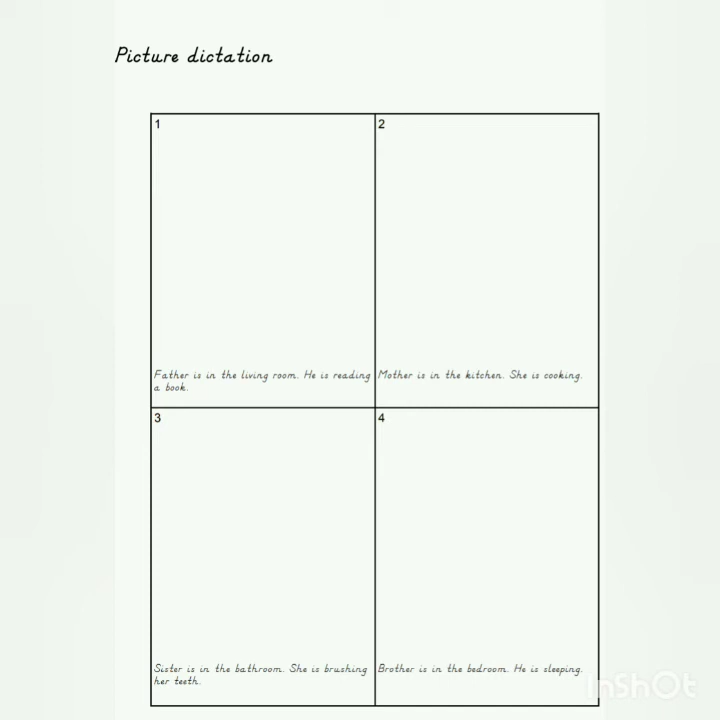 Picture dictation
1
2
Father is in the living room. He is reading
a book.
Mother is in the kitchen. She is cooking.
3
4
Sister is in the bathroom. She is brushing
her teeth.
Brother is in the bedroom. He is sleeping.
InShOt